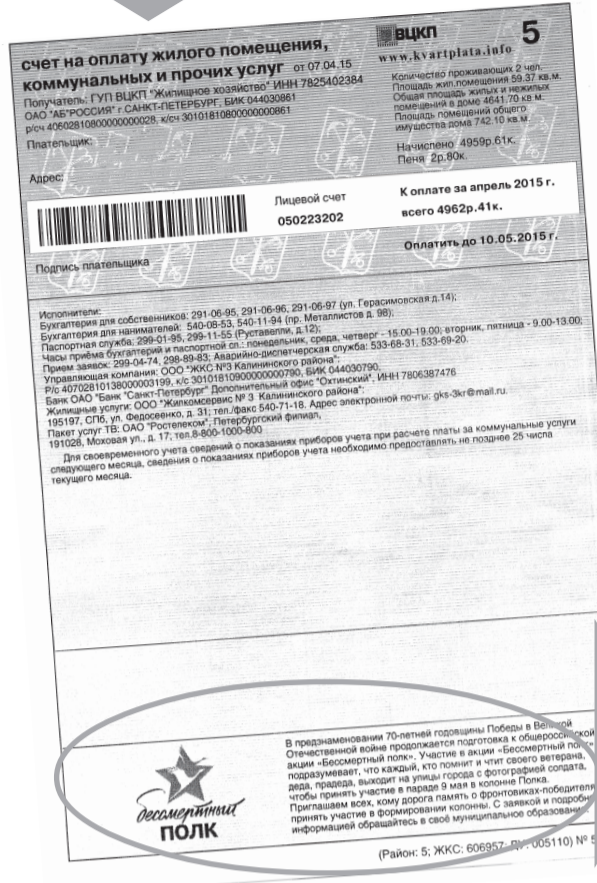 счет на оплату жилого помещения,
коммунальных и прочих услуг от 07.04.15
Получатель: ГУП ВЦКП "Жилищное хозяйство" ИНН 7825402384
ОАО "АБ"РОССИЯ" г.САНКТ-ПЕТЕРБУРГ, БИК 044030861
р/сч 40602810800000000028, к/сч 30101810800000000861
Плательщик:
Адрес:
ВЦКП 5
www.kvartplata.info
Количество проживающих 2 чел.
Площадь жил.помещения 59.37 кв.м.
Общая площадь жилых и нежилых
помещений в доме 4641.70 кв.м.
Площадь помещений общего
имущества дома 742.10 кв.м.
Начислено 4959р.61к.
Пеня 2р.80к.
Лицевой счет
050223202
К оплате за апрель 2015 г.
всего 4962р.41к.
Подпись плательщика
Оплатить до 10.05.2015 г.
Исполнители:
Бухгалтерия для собственников: 291-06-95, 291-06-96, 291-06-97 (ул. Герасимовская д.14);
Бухгалтерия для нанимателей: 540-08-53, 540-11-94 (пр. Металлистов д. 98);
Паспортная служба: 299-01-95, 299-11-55 (Руставелли, д.12);
Часы приёма бухгалтерий и паспортной сл.: понедельник, среда, четверг - 15.00-19.00; вторник, пятница - 9.00-13.00;
Прием заявок: 299-04-74, 298-89-83; Аварийно-диспетчерская служба: 533-68-31, 533-69-20.
Управляющая компания: ООО "ЖКС №3 Калининского района":
Р/с 40702810138000003199, к/с 30101810900000000790, БИК 044030790.
Банк ОАО "Банк "Санкт-Петербург" Дополнительный офис "Охтинский", ИНН 7806387476
Жилищные услуги: ООО "Жилкомсервис № 3 Калининского района":
195197, СПб, ул. Федосеенко, д. 31; тел./факс 540-71-18. Адрес электронной почты: gks-3kr@mail.ru.
Пакет услуг ТВ: ОАО "Ростелеком", Петербургский филиал,
191028, Моховая ул., д. 17; тел.8-800-1000-800
Для своевременного учета сведений о показаниях приборов учета при расчете платы за коммунальные услуги
следующего месяца, сведения о показаниях приборов учета необходимо предоставлять не позднее 25 числа
текущего месяца.
бессмертный
ПОЛК
В предзнаменовании 70-летней годовщины Победы в Великой
Отечественной войне продолжается подготовка к общероссийской
акции «Бессмертный полк». Участие в акции «Бессмертный полк»
подразумевает, что каждый, кто помнит и чтит своего ветерана,
деда, прадеда, выходит на улицы города с фотографией солдата,
чтобы принять участие в параде 9 мая в колонне Полка.
Приглашаем всех, кому дорога память о фронтовиках-победителях
принять участие в формировании колонны. С заявкой и подробн
информацией обращайтесь в своё муниципальное образование
(Район: 5; ЖКС: 606957; 005110) № 5